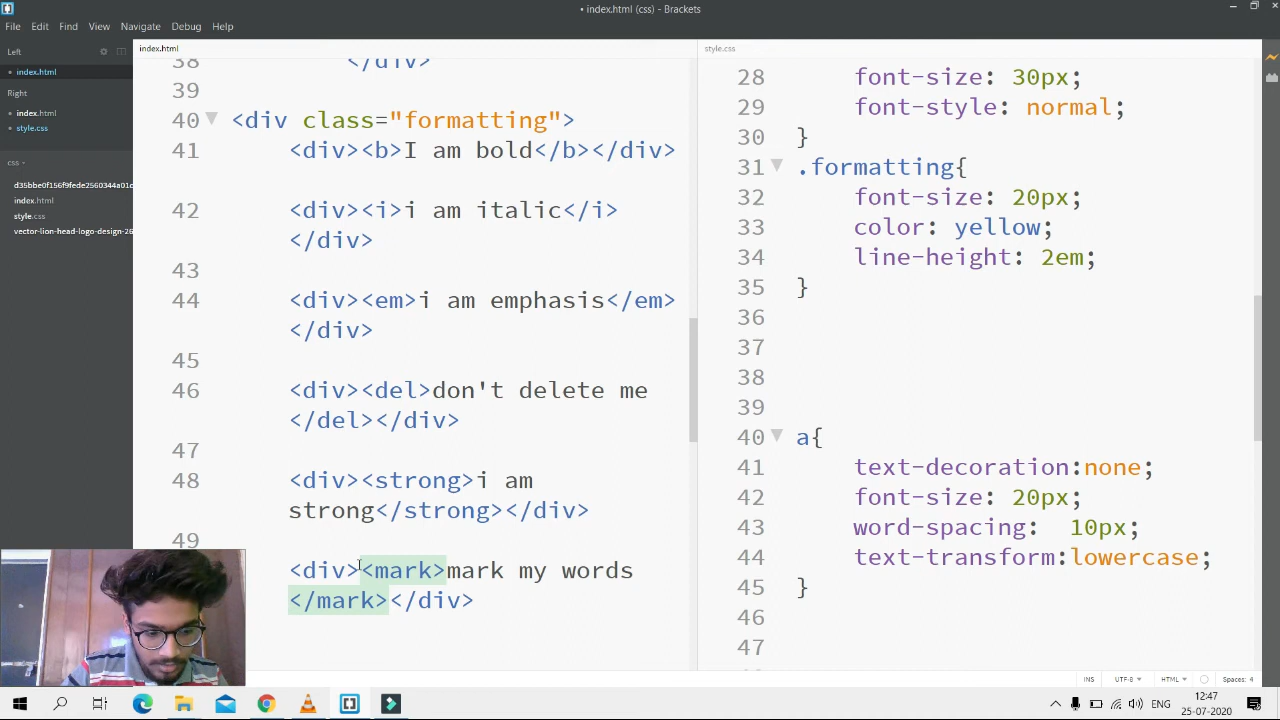 index.html (css) - Brackets
File Edit Find View Navigate Debug Help
Left
index.html
Right
index.html
style.css
css
d35bbe0f156f9fede2560344a01c
index.html
style.css
vector-lion-head-logo-design-26
index.html
38 </div>
39
40 <div class="formatting">
41 <div><b>I am bold</b></div>
42 <div><i>i am italic</i>
</div>
43
44 <div><em>i am emphasis</em>
</div>
45
46 <div><del>don't delete me
</del></div>
47
48 <div><strong>i am
strong</strong></div>
49
<div><mark>mark my words
</mark></div>
style.css
28 font-size: 30px;
29 font-style: normal;
30 }
31 .formatting{
32 font-size: 20px;
33 color: yellow;
34 line-height: 2em;
35 }
36
37
38
39
40 a{
41 text-decoration:none;
42 font-size: 20px;
43 word-spacing:  10px;
44 text-transform:lowercase;
45 }
46
47
INS UTF-8 HTML Spaces: 4
ENG
12:47
25-07-2020